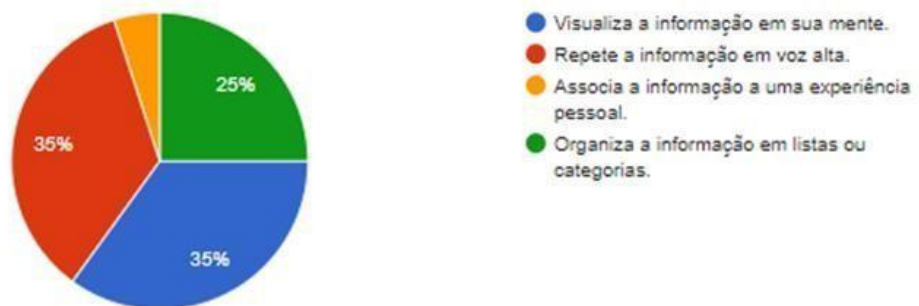 25%
35%
35%
Visualiza a informação em sua mente.
Repete a informação em voz alta.
Associa a informação a uma experiência
pessoal.
Organiza a informação em listas ou
categorias.